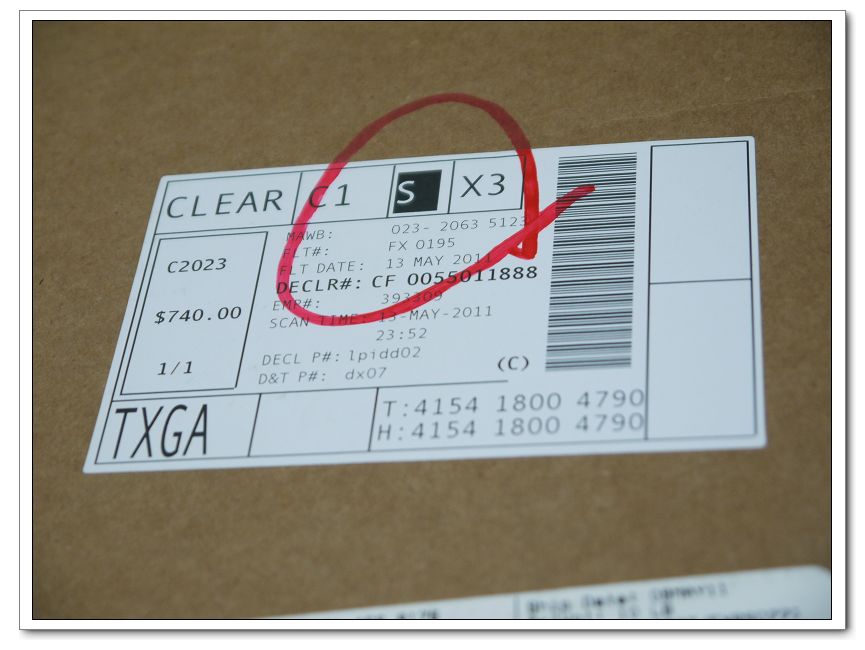 CLEAR C1 S X3
MAWB: 023- 2063 5123
FLT#: FX 0195
FLT DATE: 13 MAY 2011
DECLR#: CF 0055011888
EMP#: 393309
SCAN TIME: 13-MAY-2011
23:52
DECL P#: lpidd02
D&T P#: dx07
(C)
C2023
$740.00
1/1
TXGA
T:4154 1800 4790
H:4154 1800 4790
Ship Date: